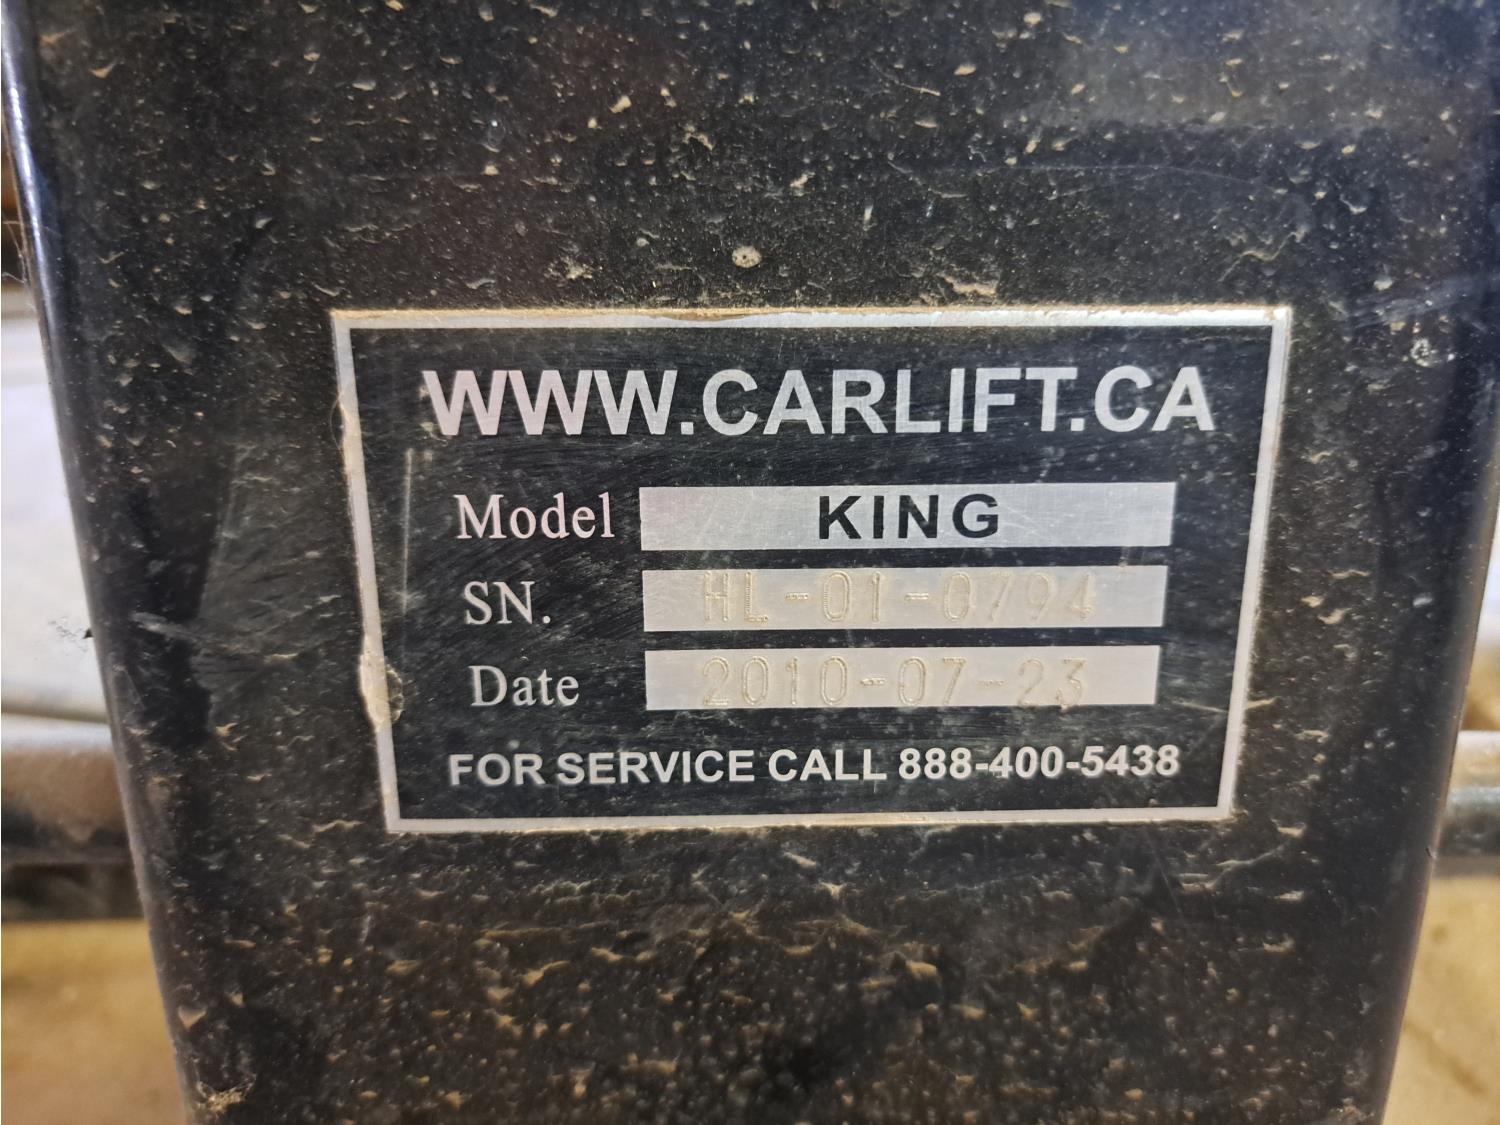 WWW.CARLIFT.CA
Model KING
SN. HL-01-0794
Date 2010-07-23
FOR SERVICE CALL 888-400-5438